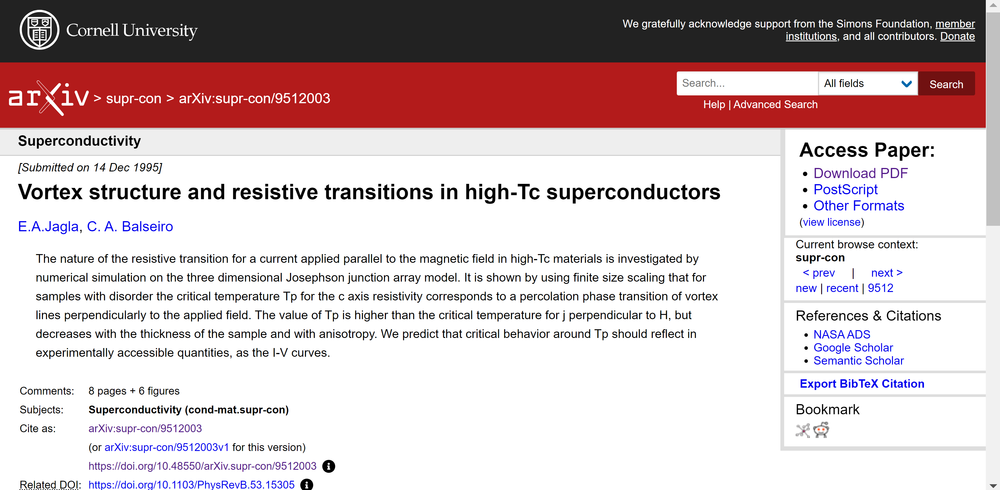 Cornell University
We gratefully acknowledge support from the Simons Foundation, member
institutions, and all contributors. Donate
arXiv > supr-con > arXiv:supr-con/9512003
Search...
All fields
Search
Help | Advanced Search
Superconductivity
[Submitted on 14 Dec 1995]
Vortex structure and resistive transitions in high-Tc superconductors
E.A.Jagla, C. A. Balseiro
The nature of the resistive transition for a current applied parallel to the magnetic field in high-Tc materials is investigated by
numerical simulation on the three dimensional Josephson junction array model. It is shown by using finite size scaling that for
samples with disorder the critical temperature Tp for the c axis resistivity corresponds to a percolation phase transition of vortex
lines perpendicularly to the applied field. The value of Tp is higher than the critical temperature for j perpendicular to H, but
decreases with the thickness of the sample and with anisotropy. We predict that critical behavior around Tp should reflect in
experimentally accessible quantities, as the I-V curves.
Comments: 8 pages + 6 figures
Subjects: Superconductivity (cond-mat.supr-con)
Cite as: arXiv:supr-con/9512003
(or arXiv:supr-con/9512003v1 for this version)
https://doi.org/10.48550/arXiv.supr-con/9512003
Related DOI: https://doi.org/10.1103/PhysRevB.53.15305
Access Paper:
Download PDF
PostScript
Other Formats
(view license)
Current browse context:
supr-con
< prev | next >
new | recent | 9512
References & Citations
NASA ADS
Google Scholar
Semantic Scholar
Export BibTeX Citation
Bookmark